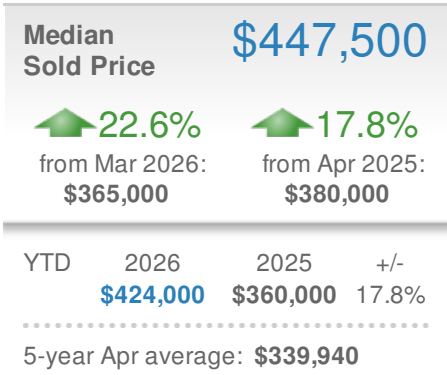 Median $447,500
Sold Price
22.6% 17.8%
from Mar 2026: from Apr 2025:
$365,000 $380,000
YTD 2026 2025 +/-
$424,000 $360,000 17.8%
5-year Apr average: $339,940